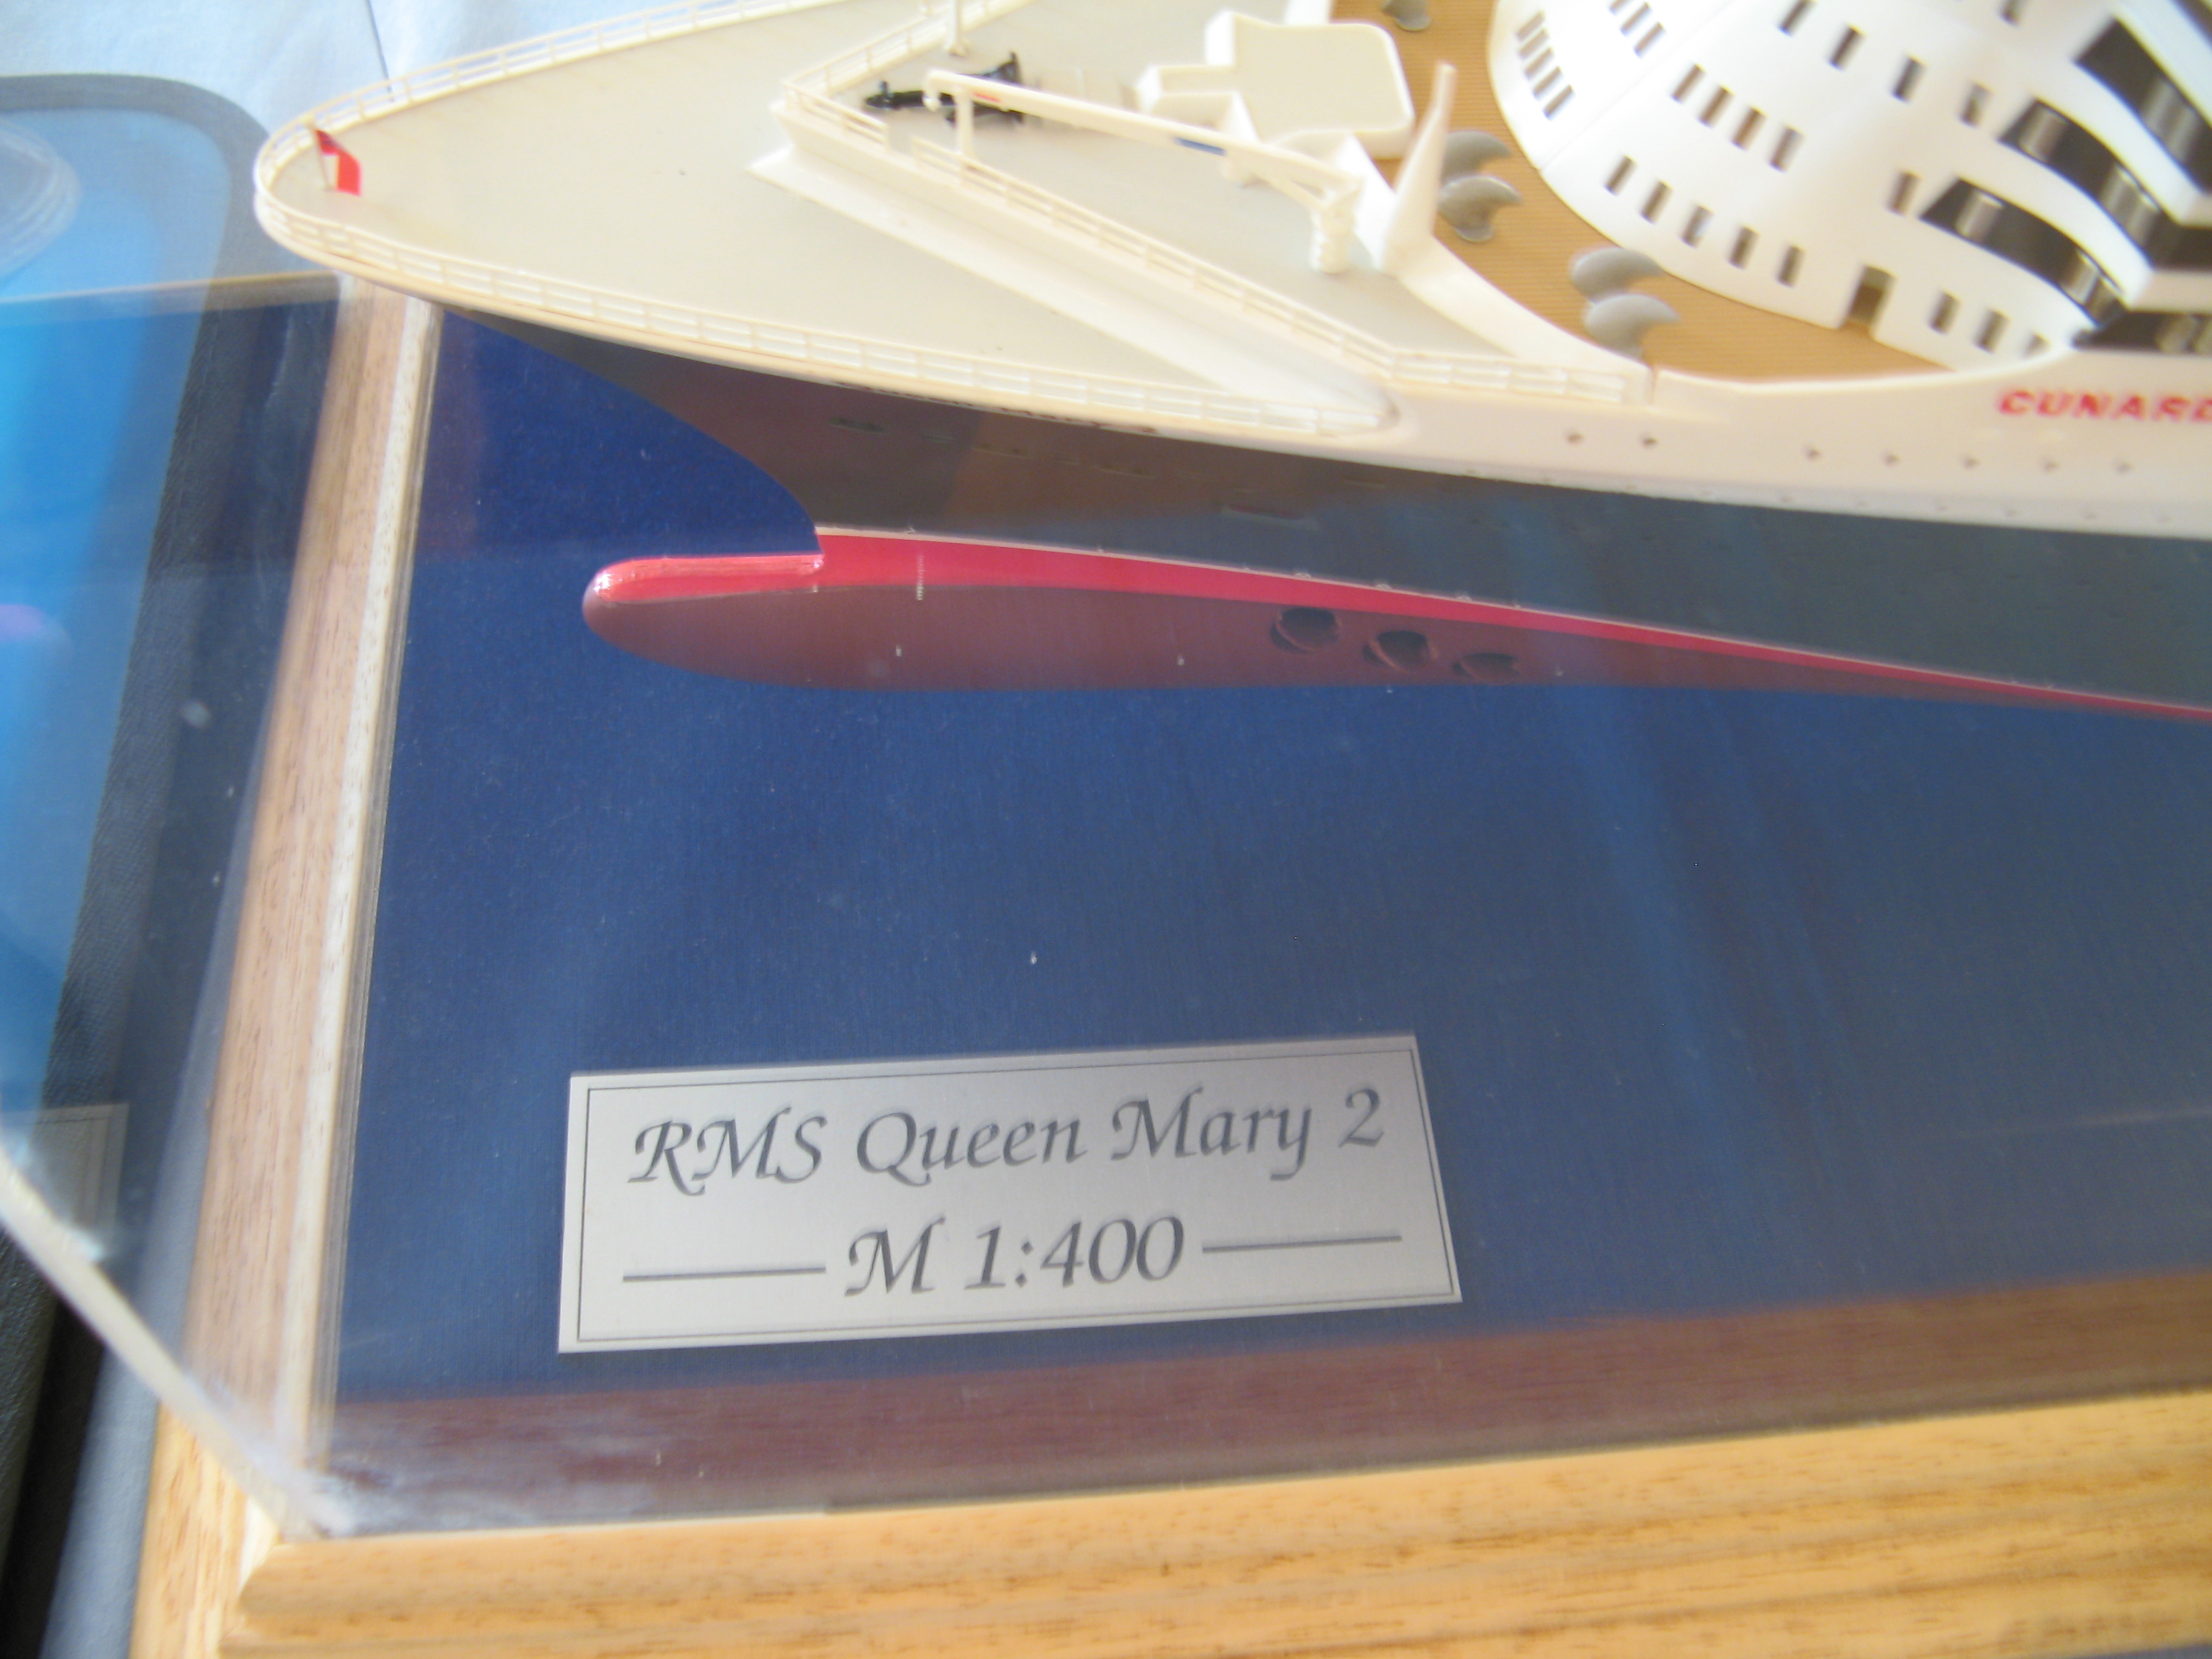 CUNARD
RMS Queen Mary 2
M 1:400